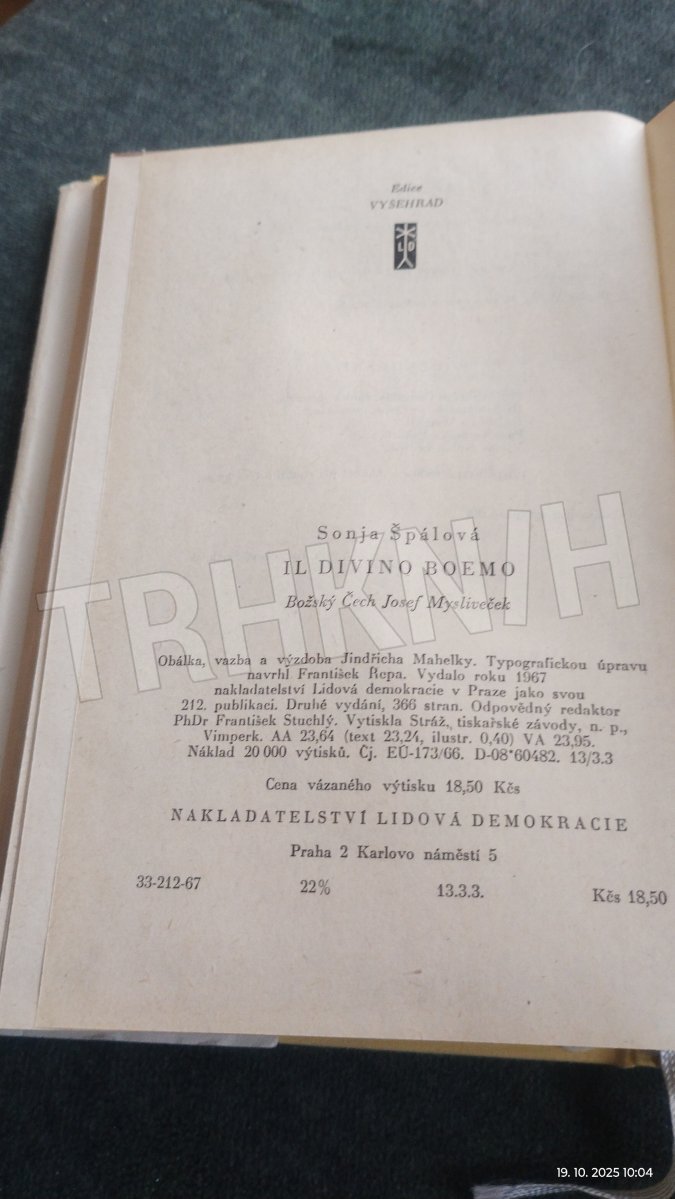 Edice
VYŠEHRAD
LD
Sonja Špálová
IL DIVINO BOEMO
Božský Čech Josef Mysliveček
Obálka, vazba a výzdoba Jindřicha Mahelky. Typografickou úpravu
navrhl František Řepa. Vydalo roku 1967
nakladatelství Lidová demokracie v Praze jako svou
212. publikaci. Druhé vydání, 366 stran. Odpovědný redaktor
PhDr František Stuchlý. Vytiskla Stráž, tiskařské závody, n. p.,
Vimperk. AA 23,64 (text 23,24, ilustr. 0,40) VA 23,95.
Náklad 20 000 výtisků. Čj. EÚ-173/66. D-08*60482. 13/3.3
Cena vázaného výtisku 18,50 Kčs
NAKLADATELSTVÍ LIDOVÁ DEMOKRACIE
Praha 2 Karlovo náměstí 5
33-212-67 22% 13.3.3. Kčs 18,50
TRHKNIH
19. 10. 2025 10:04